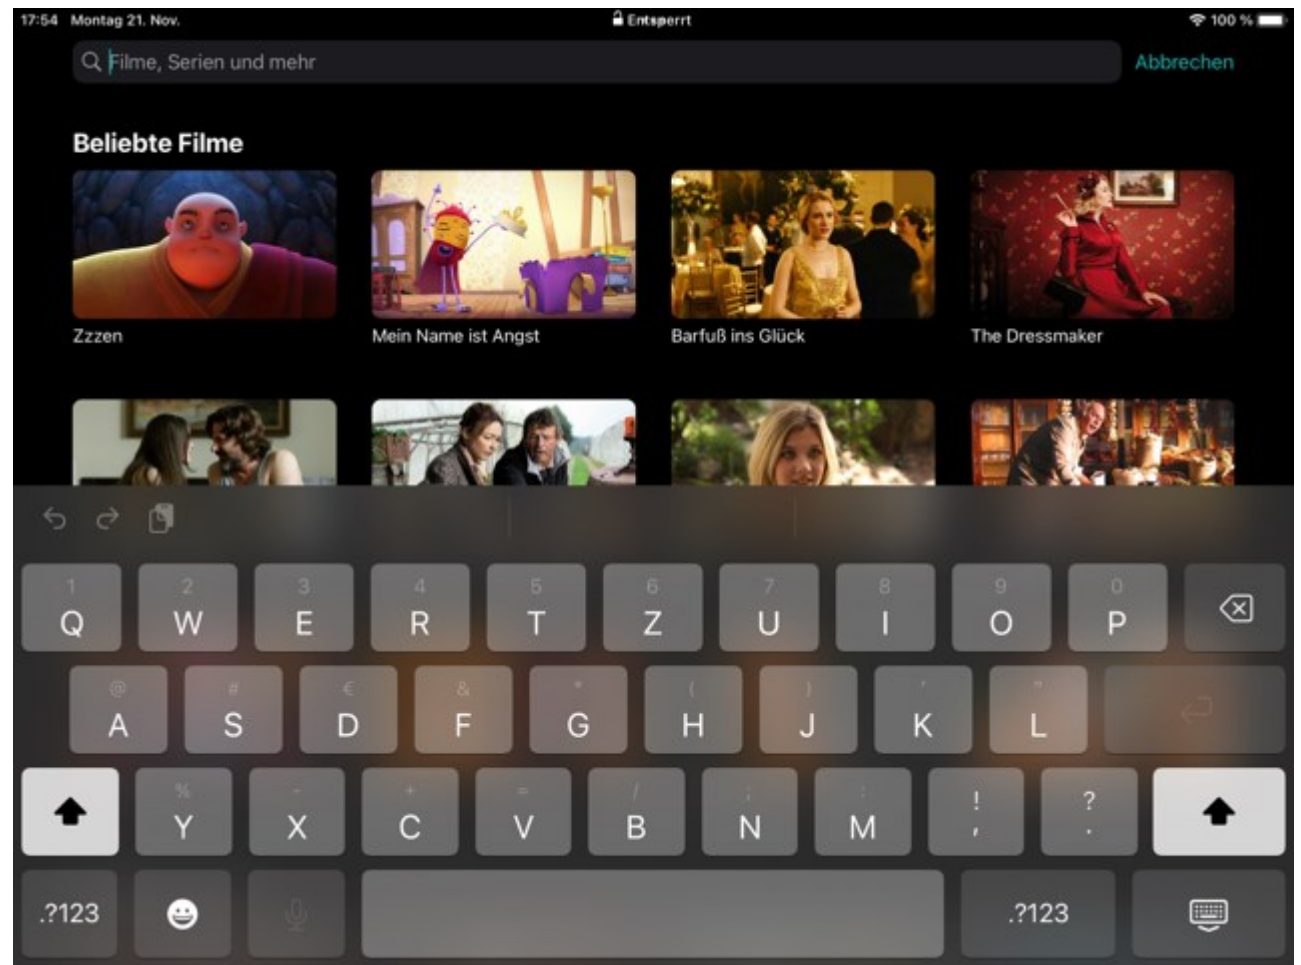 17:54 Montag 21. Nov. Entsperrt 100 %
Filme, Serien und mehr Abbrechen
Beliebte Filme
Zzzen Mein Name ist Angst Barfuß ins Glück The Dressmaker
1 2 3 4 5 6 7 8 9 0
Q W E R T Z U I O P
@ # € & * ( ) ' "
A S D F G H J K L
% - + = / ; : ! ?
Y X C V B N M , .
.?123 .?123